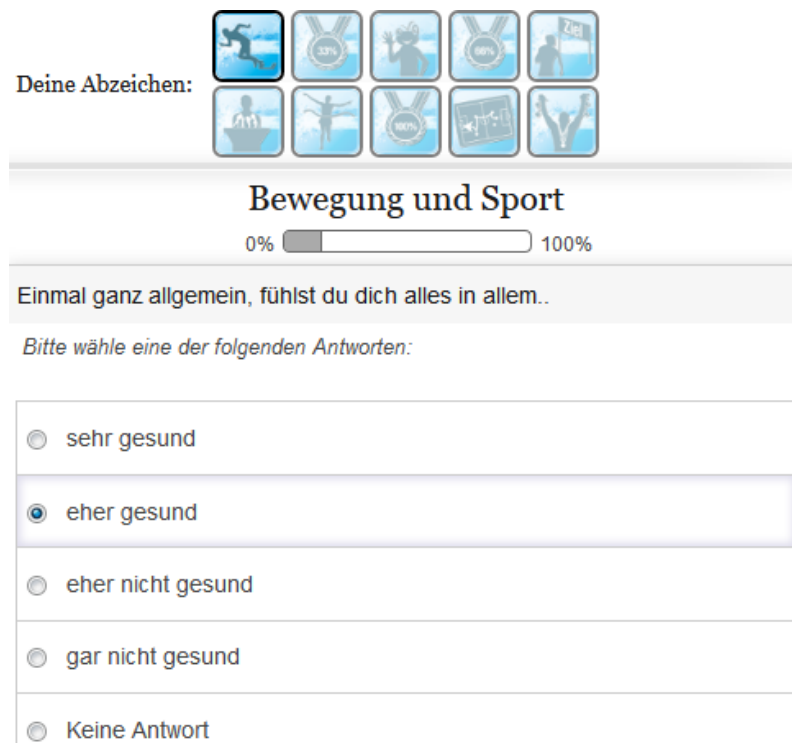 33%
66%
Ziel
Deine Abzeichen:
100%
Bewegung und Sport
0% 100%
Einmal ganz allgemein, fühlst du dich alles in allem..
Bitte wähle eine der folgenden Antworten:
sehr gesund
eher gesund
eher nicht gesund
gar nicht gesund
Keine Antwort